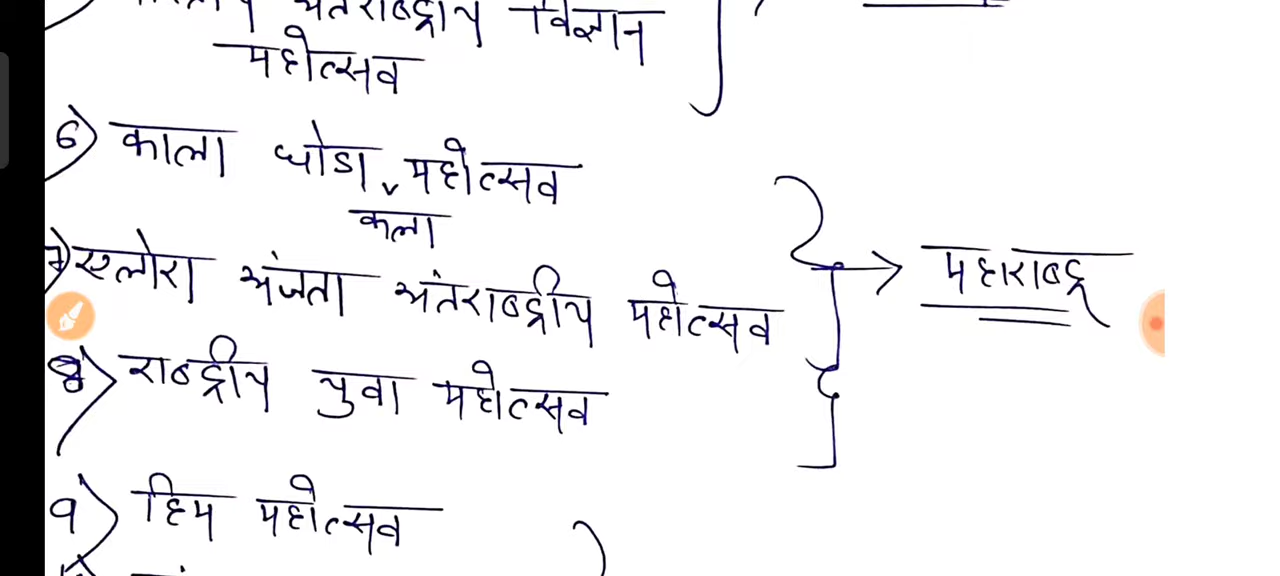 अंतराष्ट्रीय विज्ञान
महोत्सव
6) काला घोडा महोत्सव
कला
7) एलोरा अंजता अंतराष्ट्रीय महोत्सव
→ महाराष्ट्र
8) राष्ट्रीय युवा महोत्सव
9) हिम महोत्सव